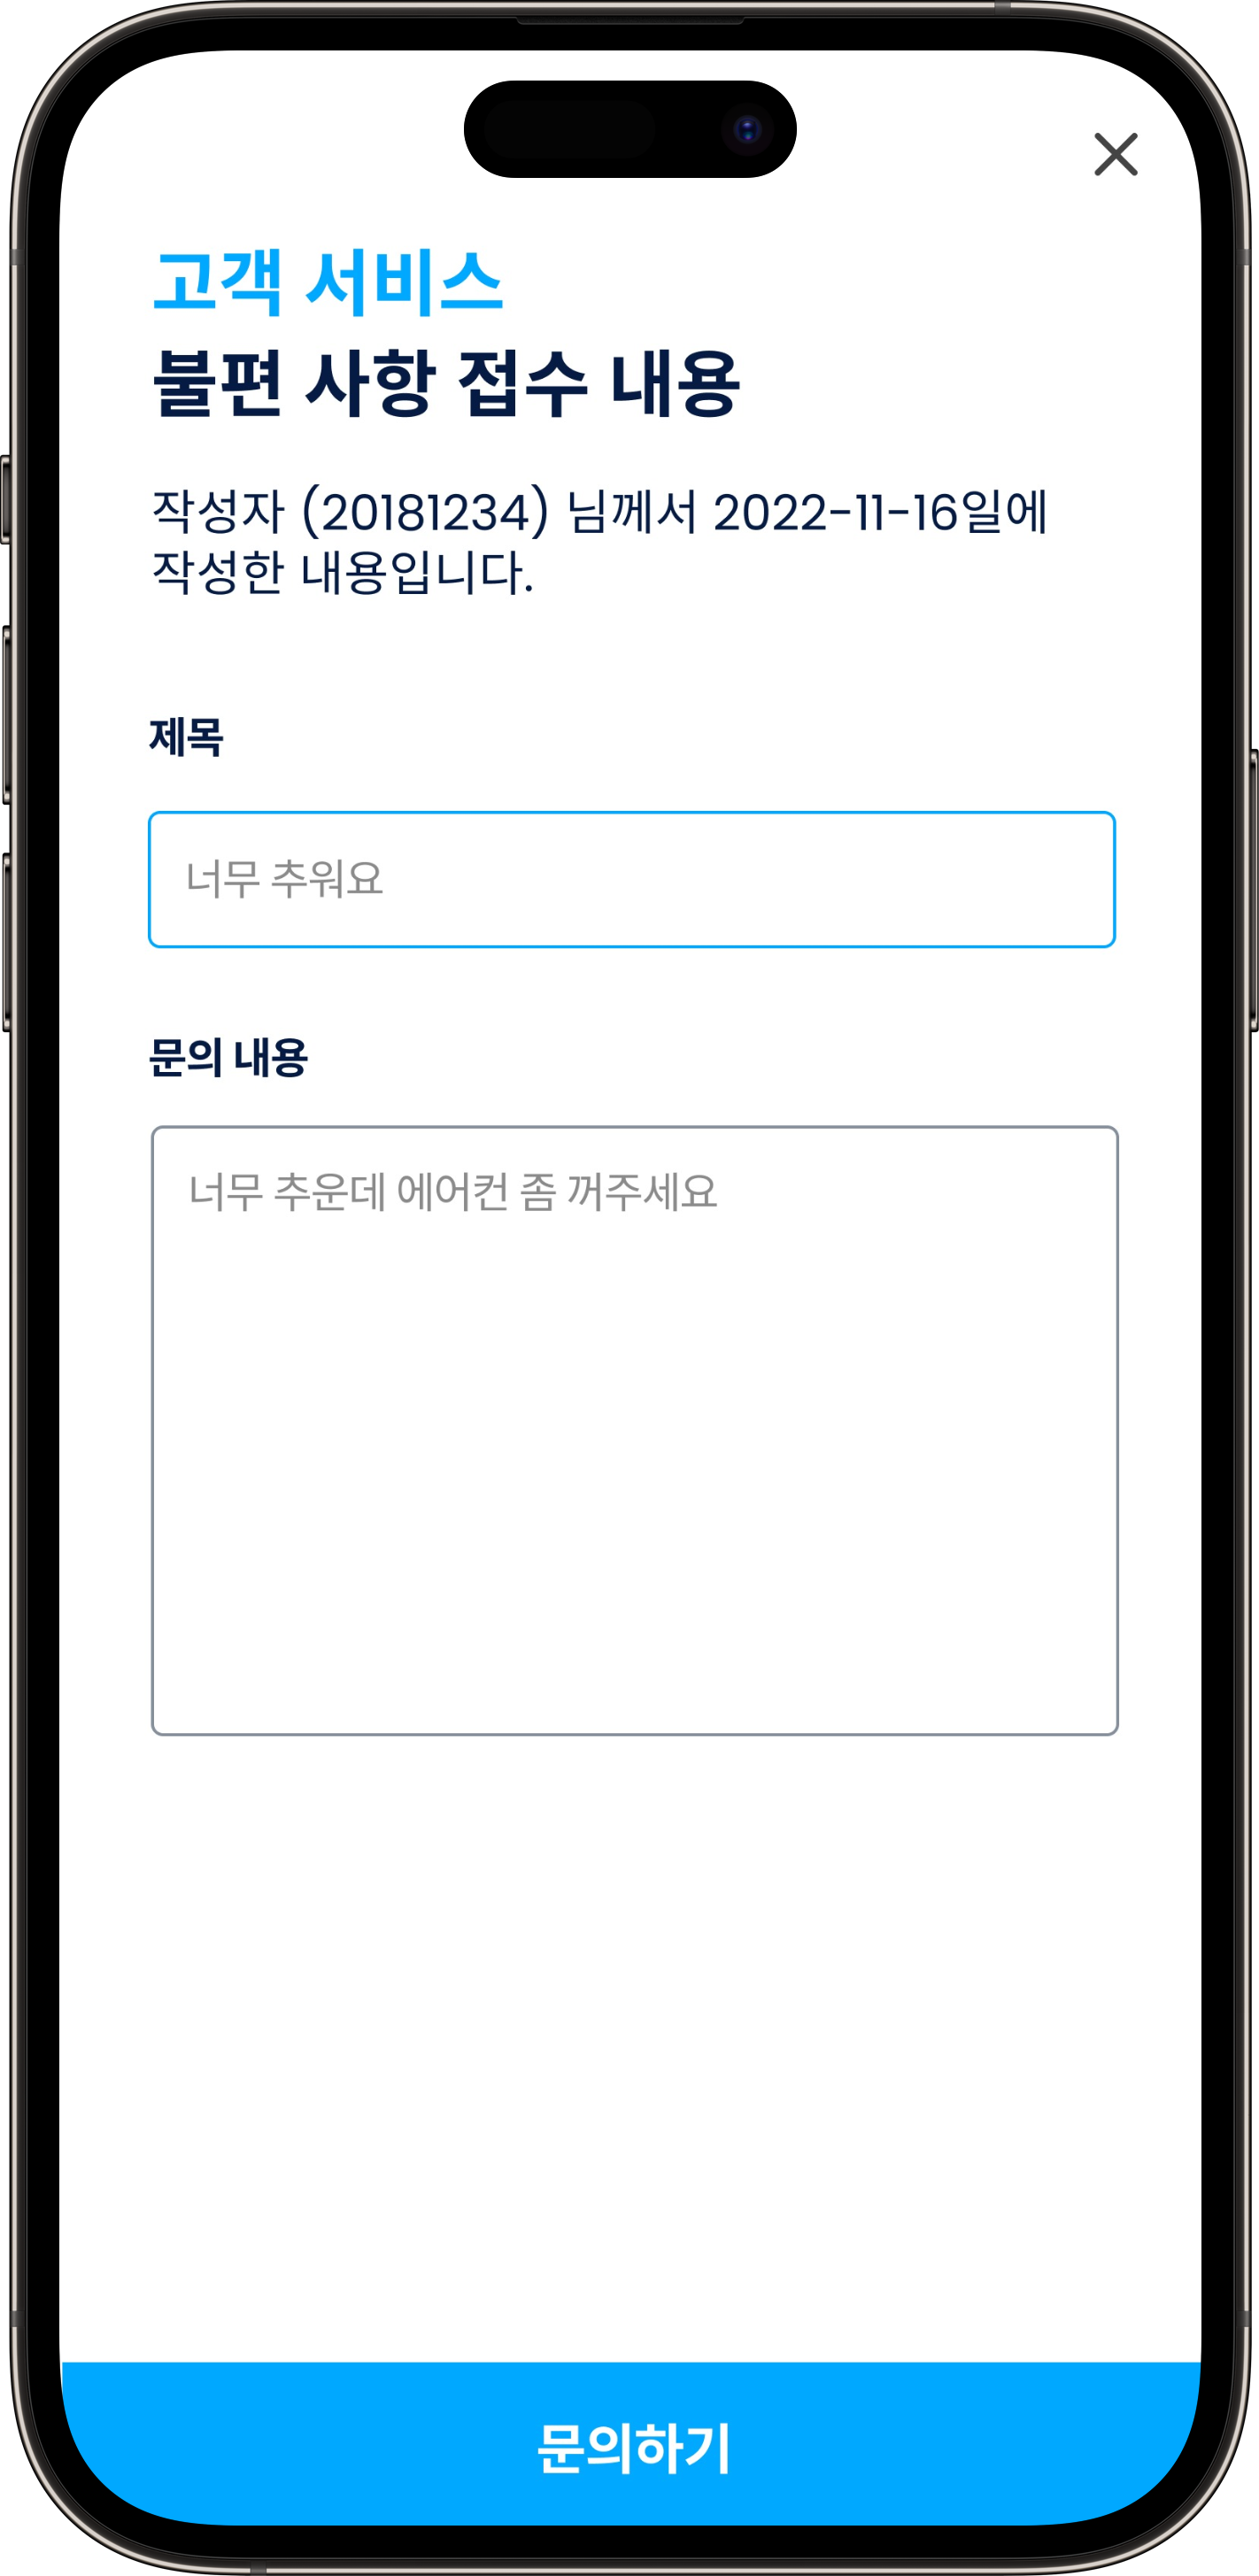 고객 서비스
불편 사항 접수 내용
작성자 (20181234) 님께서 2022-11-16일에
작성한 내용입니다.
제목
너무 추워요
문의 내용
너무 추운데 에어컨 좀 꺼주세요
문의하기